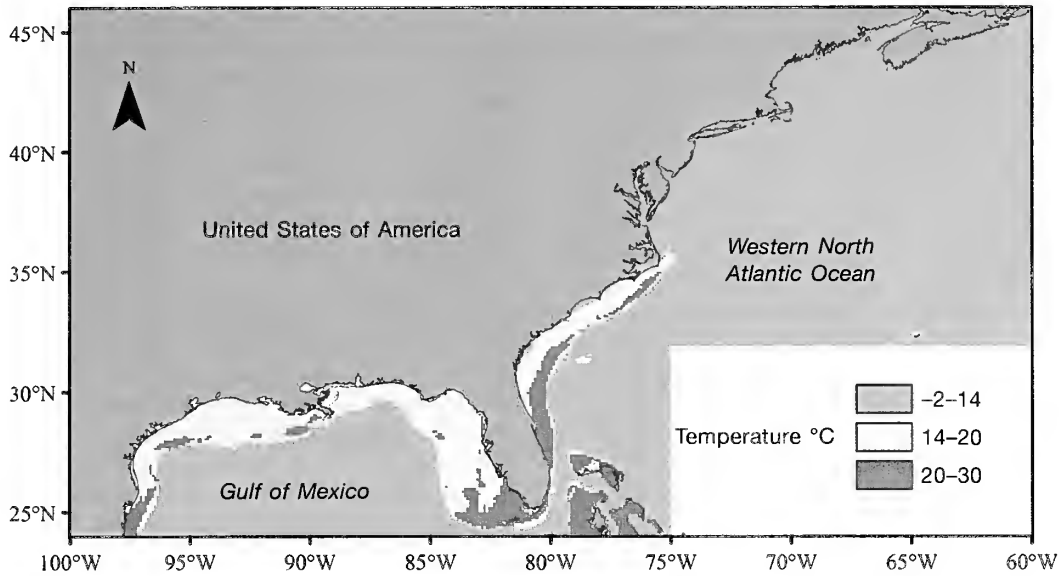 45°N
N
40°N
United States of America
Western North
Atlantic Ocean
35°N
30°N
Temperature °C
-2–14
14–20
20–30
Gulf of Mexico
25°N
100°W 95°W 90°W 85°W 80°W 75°W 70°W 65°W 60°W